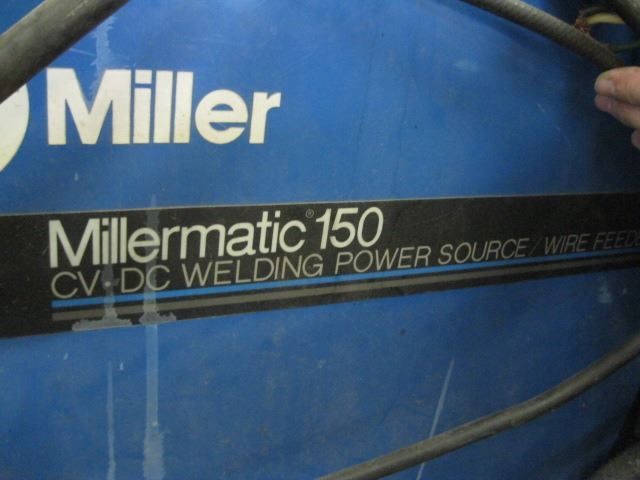 Miller
Millermatic® 150
CV·DC WELDING POWER SOURCE/WIRE FEED